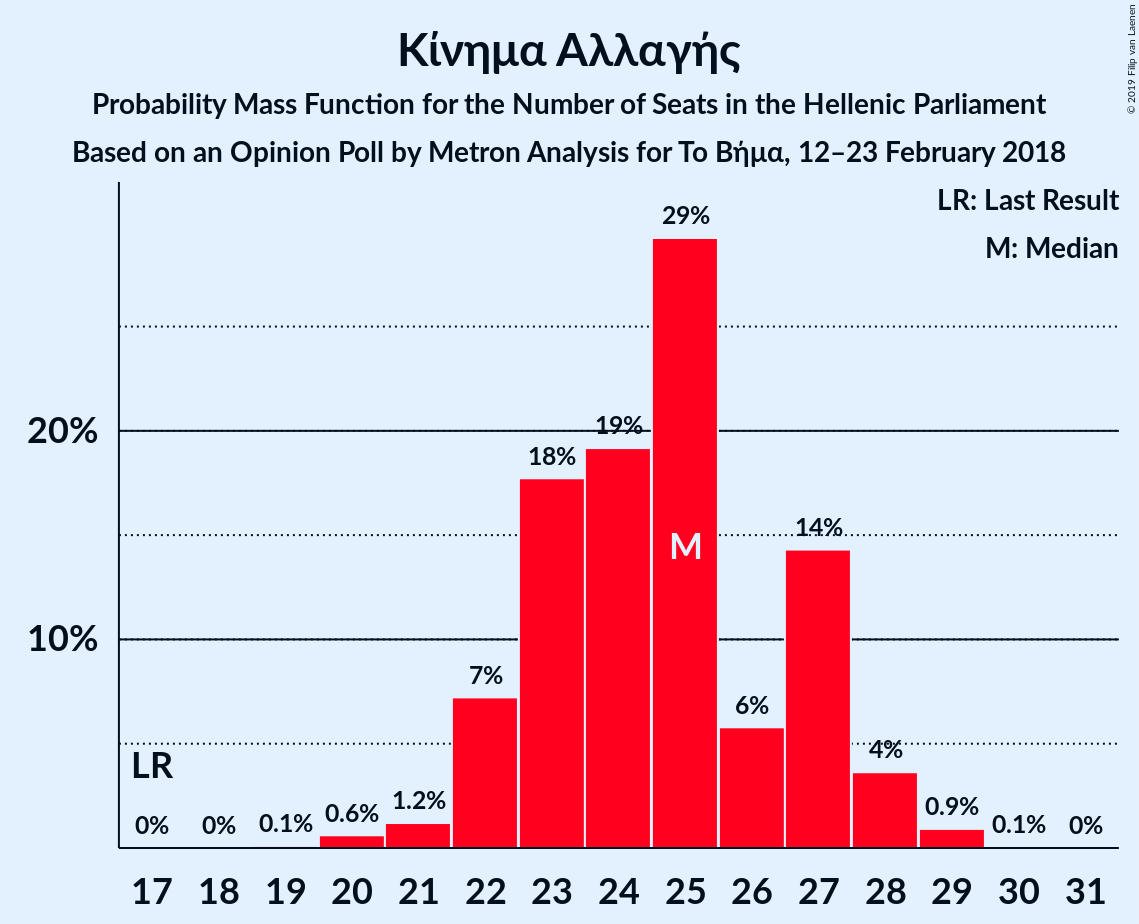 Κίνημα Αλλαγής
Probability Mass Function for the Number of Seats in the Hellenic Parliament
Based on an Opinion Poll by Metron Analysis for Το Βήμα, 12–23 February 2018
© 2019 Filip van Laenen
LR: Last Result
M: Median
29%
20%
19%
18%
M
14%
10%
7%
6%
LR
4%
0%
0%
0.1%
0.6%
1.2%
0.9%
0.1%
0%
17 18 19 20 21 22 23 24 25 26 27 28 29 30 31